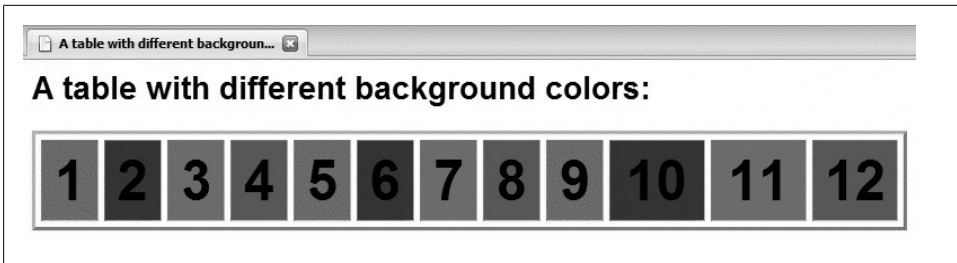 A table with different backgroun...
A table with different background colors:
1 2 3 4 5 6 7 8 9 10 11 12